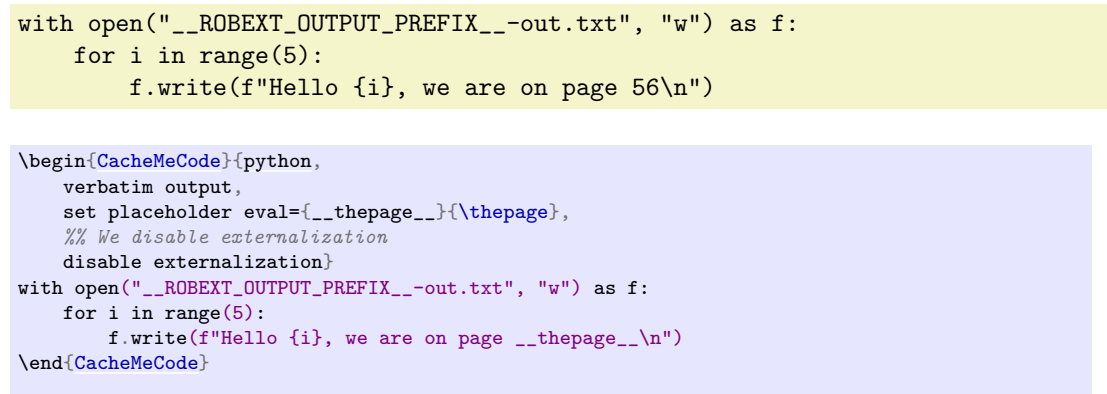 with open("__ROBEXT_OUTPUT_PREFIX__-out.txt", "w") as f:
    for i in range(5):
        f.write(f"Hello {i}, we are on page 56\n")
\begin{CacheMeCode}{python,
    verbatim output,
    set placeholder eval={__thepage__}{\thepage},
    %% We disable externalization
    disable externalization}
with open("__ROBEXT_OUTPUT_PREFIX__-out.txt", "w") as f:
    for i in range(5):
        f.write(f"Hello {i}, we are on page __thepage__\n")
\end{CacheMeCode}